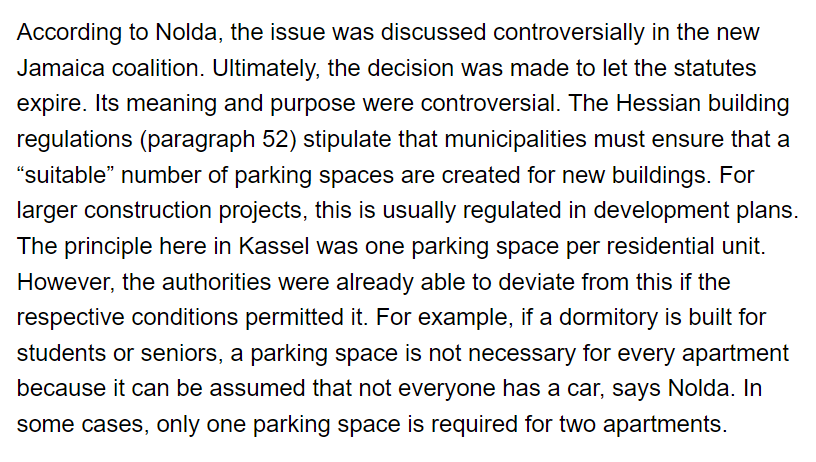 According to Nolda, the issue was discussed controversially in the new
Jamaica coalition. Ultimately, the decision was made to let the statutes
expire. Its meaning and purpose were controversial. The Hessian building
regulations (paragraph 52) stipulate that municipalities must ensure that a
“suitable” number of parking spaces are created for new buildings. For
larger construction projects, this is usually regulated in development plans.
The principle here in Kassel was one parking space per residential unit.
However, the authorities were already able to deviate from this if the
respective conditions permitted it. For example, if a dormitory is built for
students or seniors, a parking space is not necessary for every apartment
because it can be assumed that not everyone has a car, says Nolda. In
some cases, only one parking space is required for two apartments.